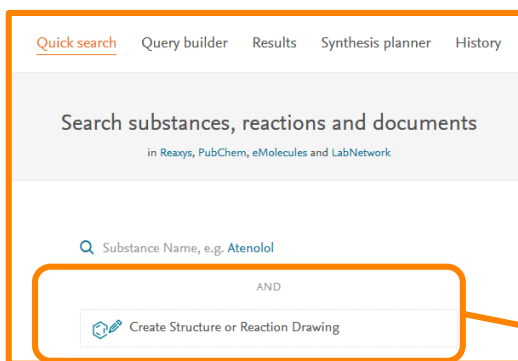 Quick search Query builder Results Synthesis planner History
Search substances, reactions and documents
in Reaxys, PubChem, eMolecules and LabNetwork
Substance Name, e.g. Atenolol
AND
Create Structure or Reaction Drawing